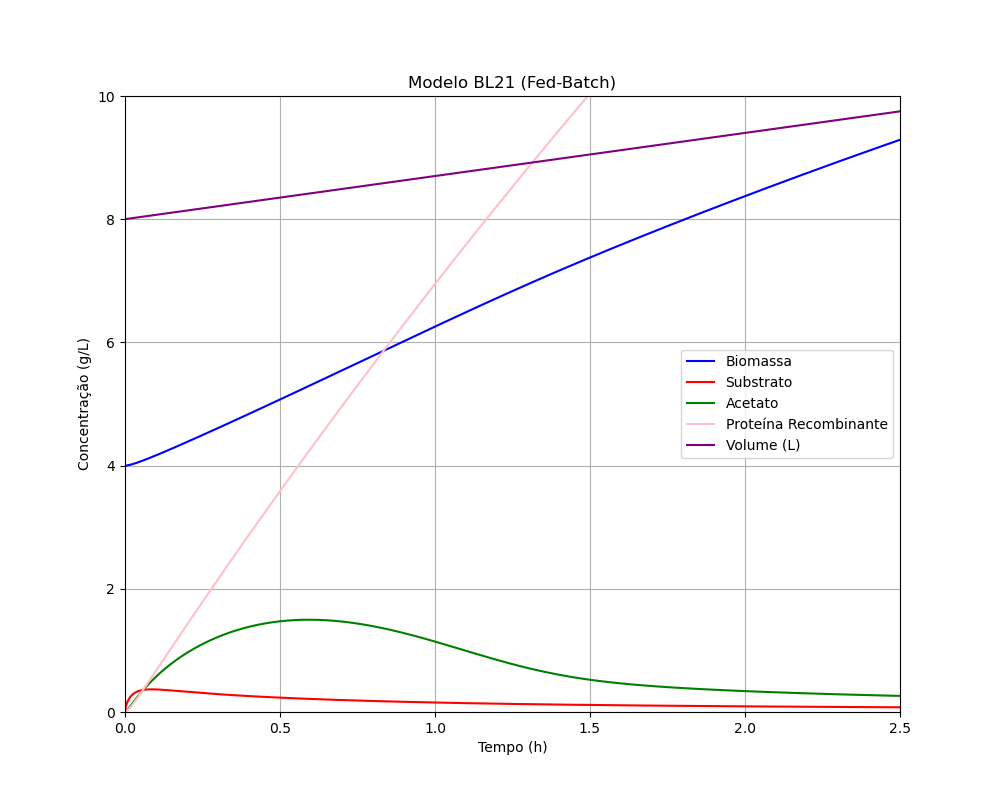 Modelo BL21 (Fed-Batch)
Concentração (g/L)
10
8
6
4
2
0
Biomassa
Substrato
Acetato
Proteína Recombinante
Volume (L)
0.0 0.5 1.0 1.5 2.0 2.5
Tempo (h)